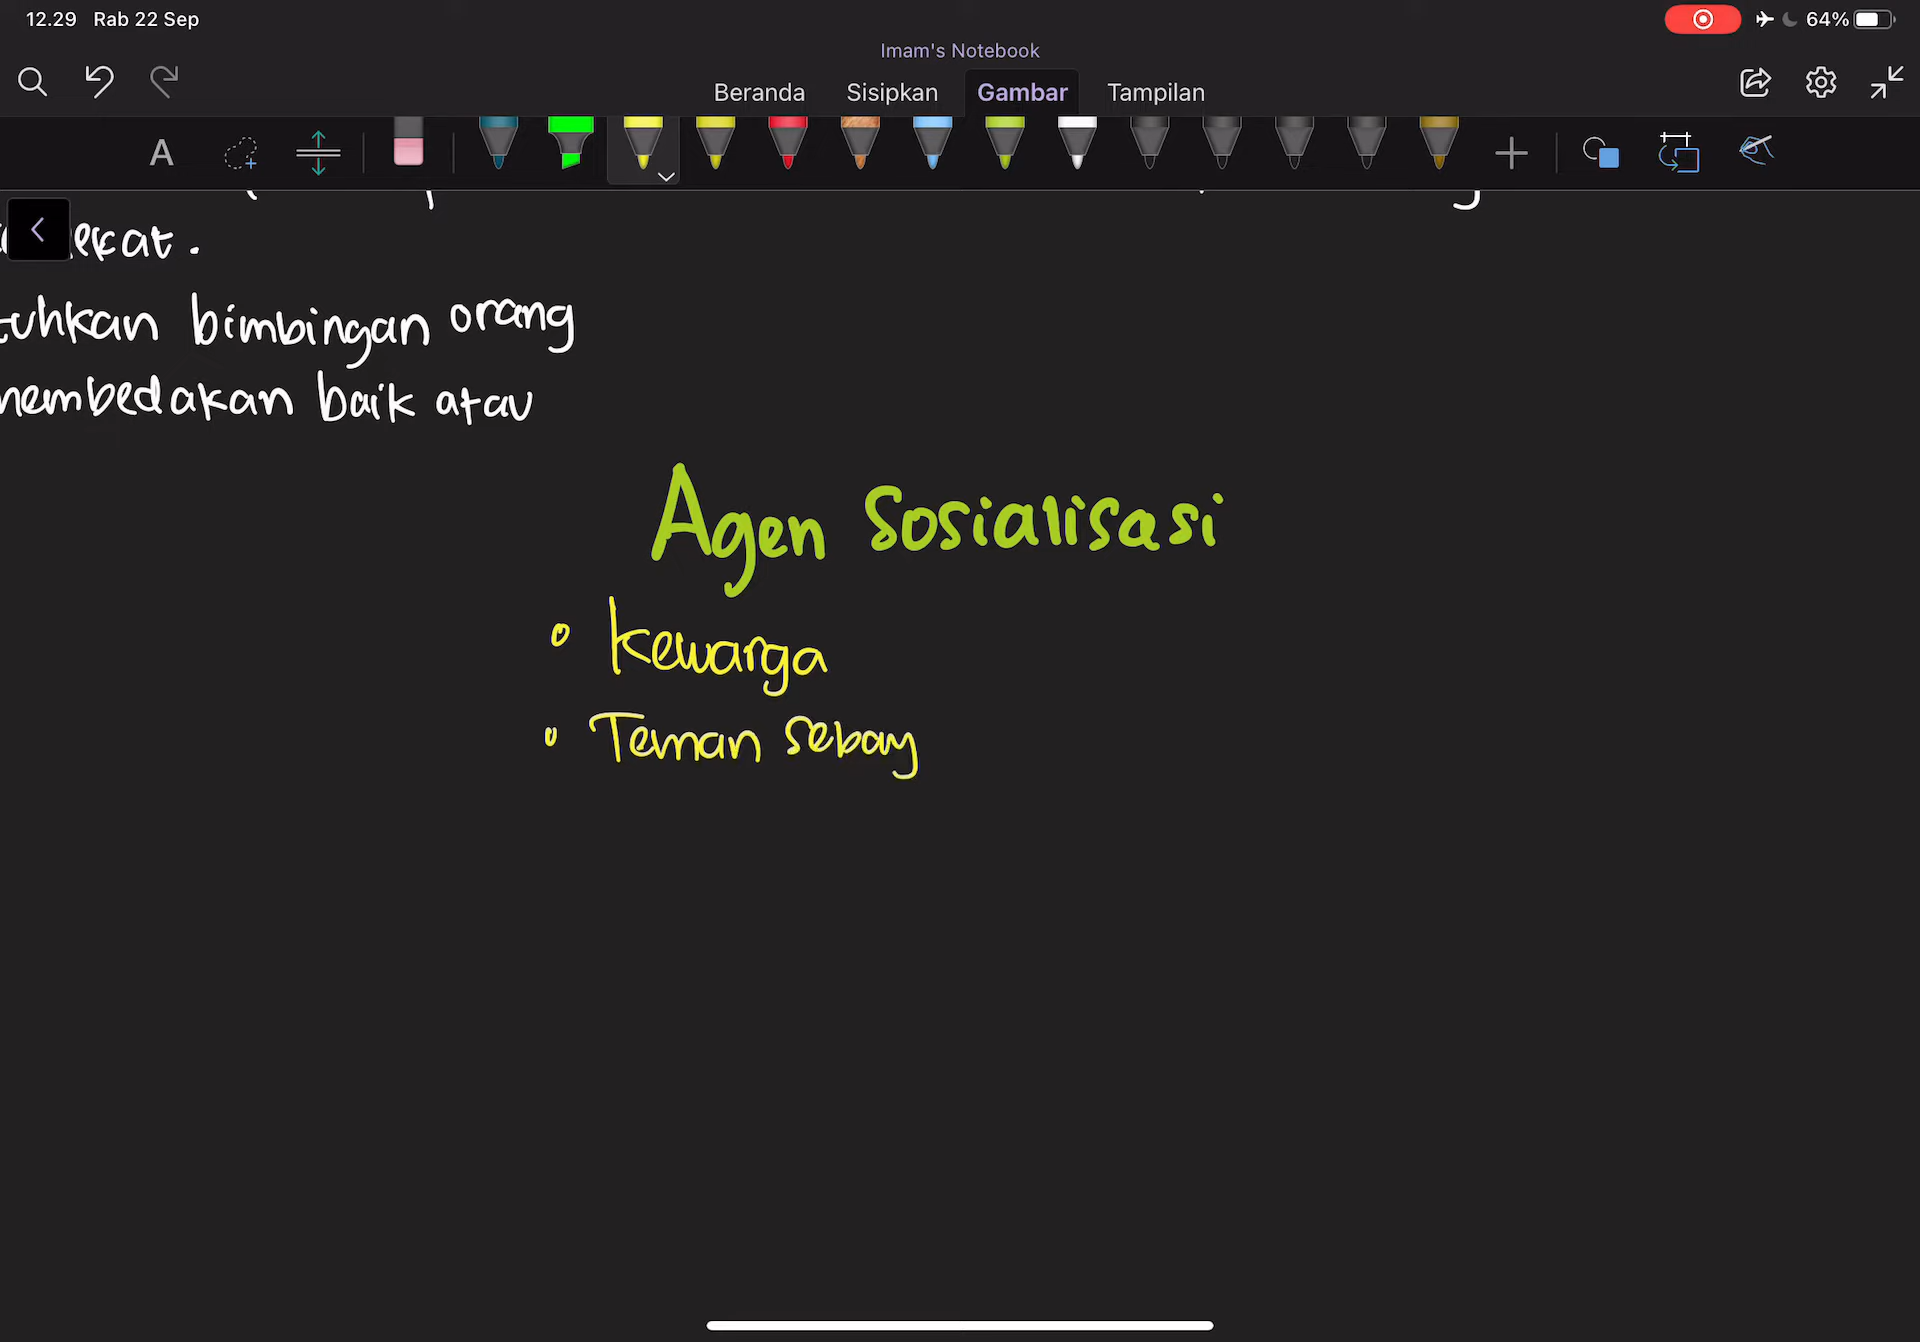 12.29 Rab 22 Sep
64%
Imam's Notebook
Beranda Sisipkan Gambar Tampilan
A
ekat.
tuhkan bimbingan orang
membedakan baik atau
Agen Sosialisasi
• Kewarga
• Teman sebay